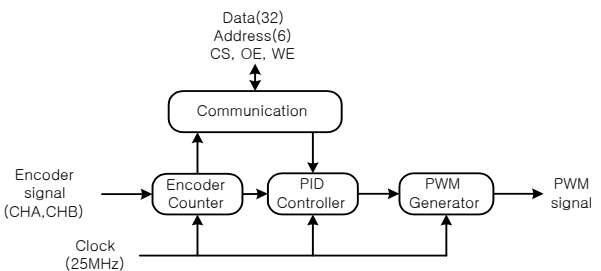 Data(32)
Address(6)
CS, OE, WE
Communication
Encoder
signal
(CHA,CHB)
Encoder
Counter
PID
Controller
PWM
Generator
PWM
signal
Clock
(25MHz)